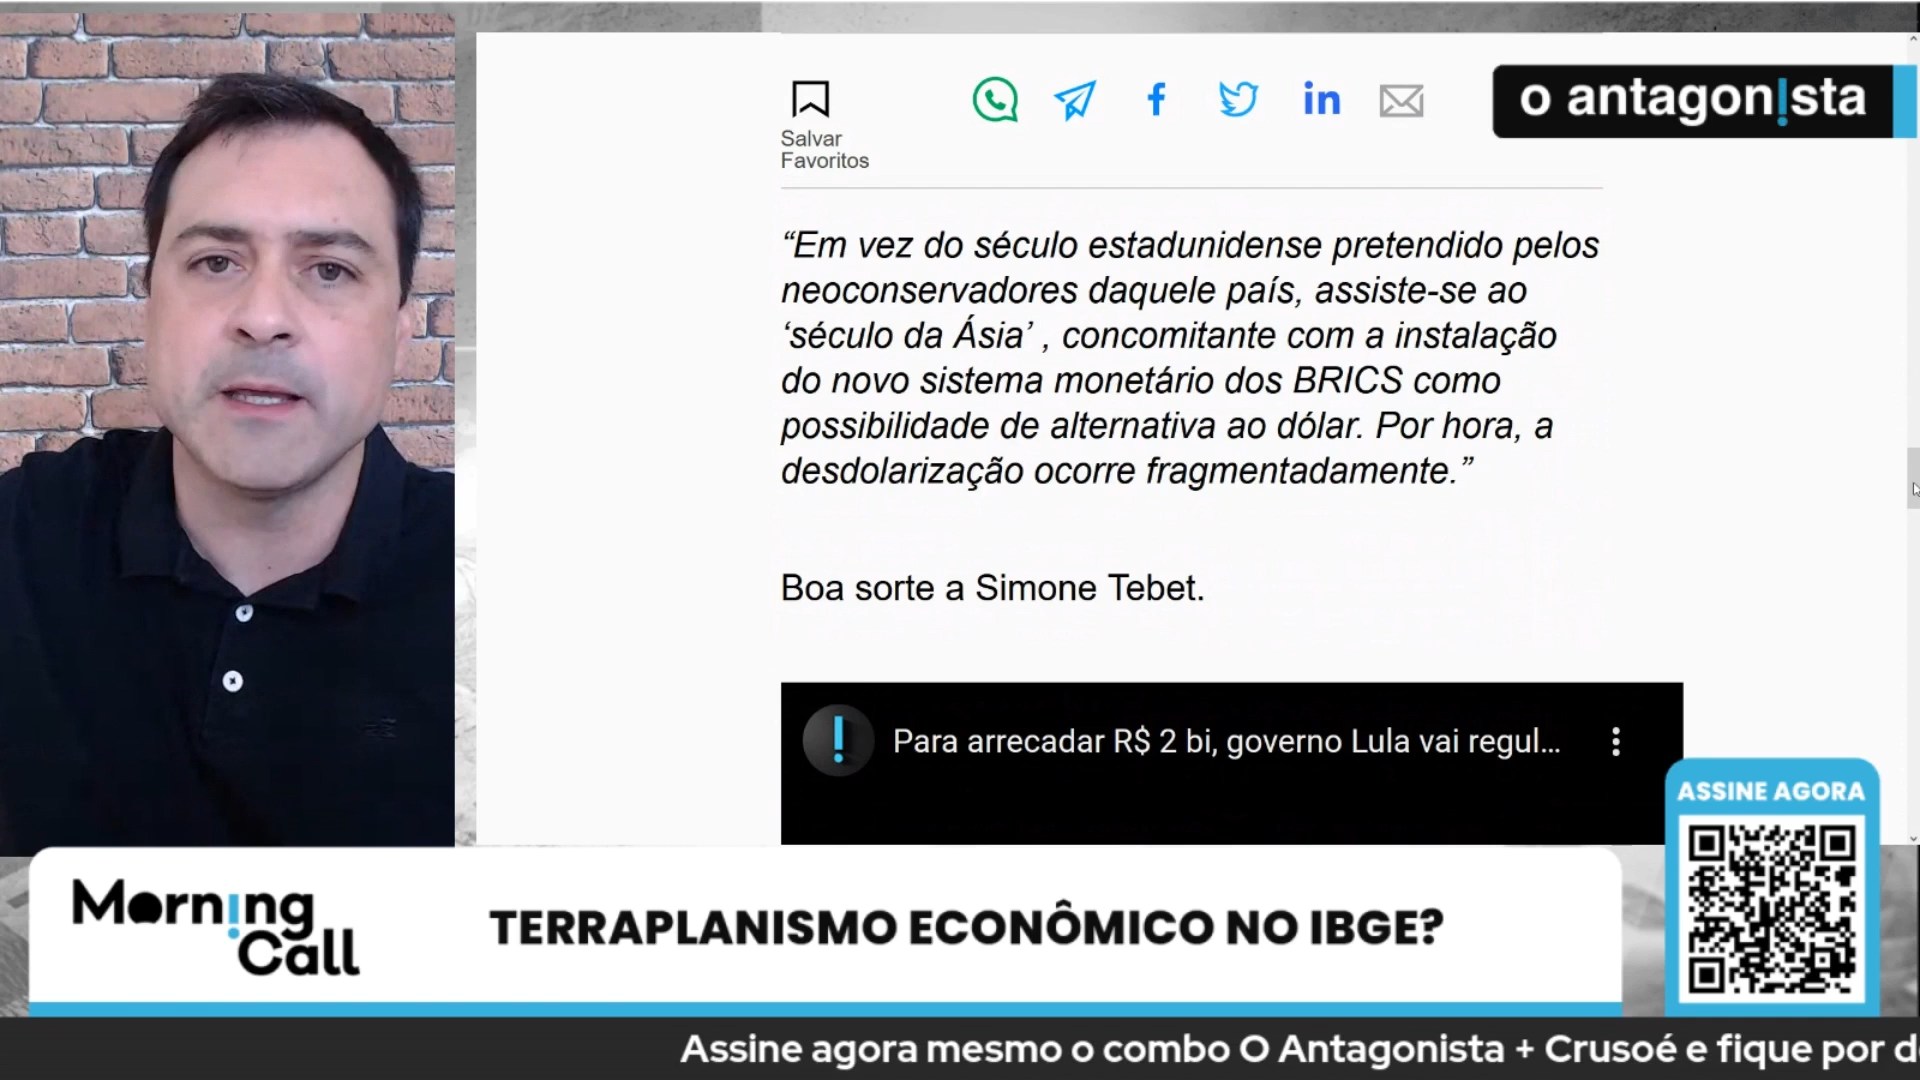 Salvar
Favoritos
o antagon!sta
“Em vez do século estadunidense pretendido pelos
neoconservadores daquele país, assiste-se ao
‘século da Ásia’ , concomitante com a instalação
do novo sistema monetário dos BRICS como
possibilidade de alternativa ao dólar. Por hora, a
desdolarização ocorre fragmentadamente.”
Boa sorte a Simone Tebet.
Para arrecadar R$ 2 bi, governo Lula vai regul...
ASSINE AGORA
Morn!ng
Call
TERRAPLANISMO ECONÔMICO NO IBGE?
Assine agora mesmo o combo O Antagonista + Crusoé e fique por d